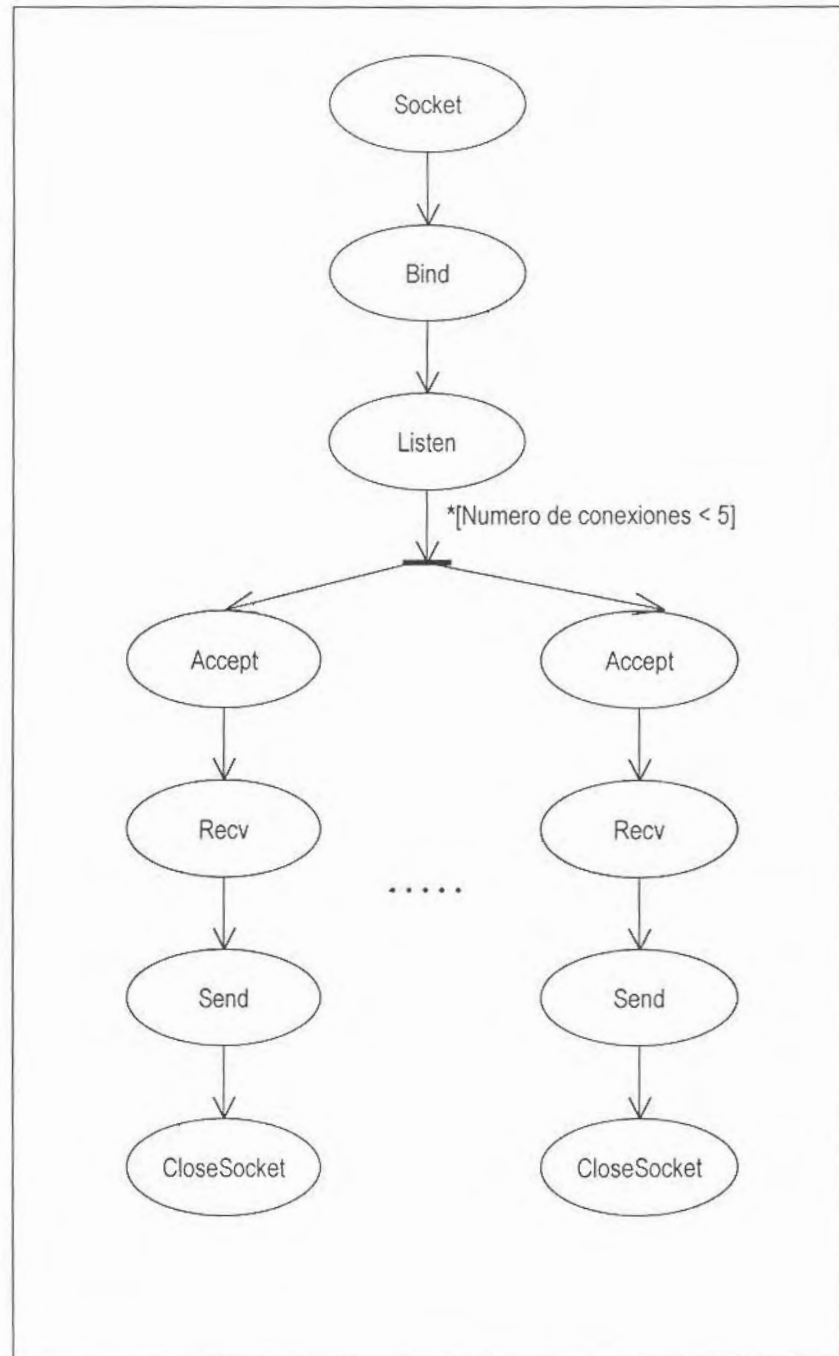 Socket
Bind
Listen
*[Numero de conexiones < 5]
Accept
Accept
Recv
Recv
.....
Send
Send
CloseSocket
CloseSocket